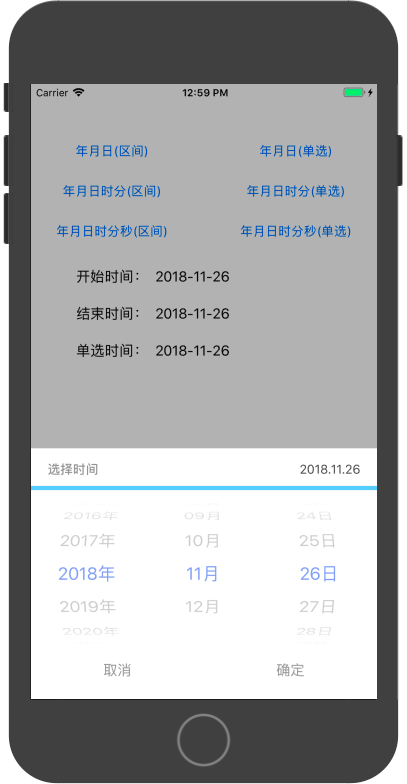 Carrier 12:59 PM
年月日(区间) 年月日(单选)
年月日时分(区间) 年月日时分(单选)
年月日时分秒(区间) 年月日时分秒(单选)
开始时间： 2018-11-26
结束时间： 2018-11-26
单选时间： 2018-11-26
选择时间 2018.11.26
2016年 09月 24日
2017年 10月 25日
2018年 11月 26日
2019年 12月 27日
2020年 28日
取消 确定